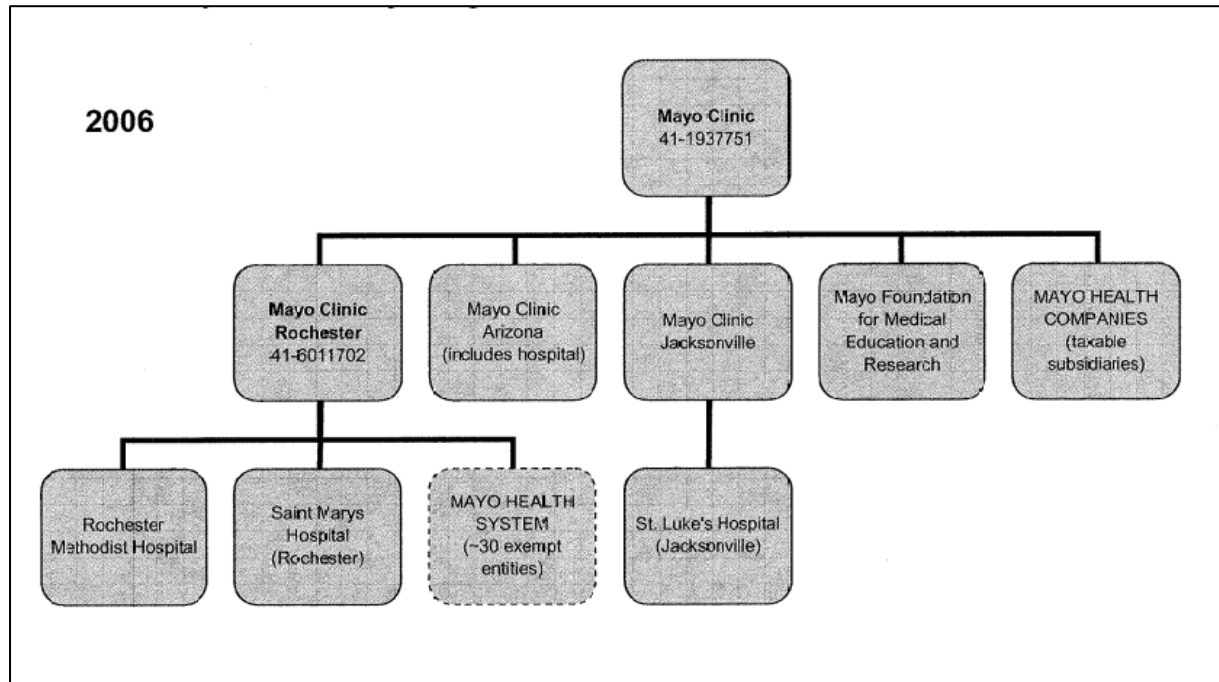 2006
Mayo Clinic
41-1937751
Mayo Clinic
Rochester
41-6011702
Mayo Clinic
Arizona
(includes hospital)
Mayo Clinic
Jacksonville
Mayo Foundation
for Medical
Education and
Research
MAYO HEALTH
COMPANIES
(taxable
subsidiaries)
Rochester
Methodist Hospital
Saint Marys
Hospital
(Rochester)
MAYO HEALTH
SYSTEM
(~30 exempt
entities)
St. Luke's Hospital
(Jacksonville)